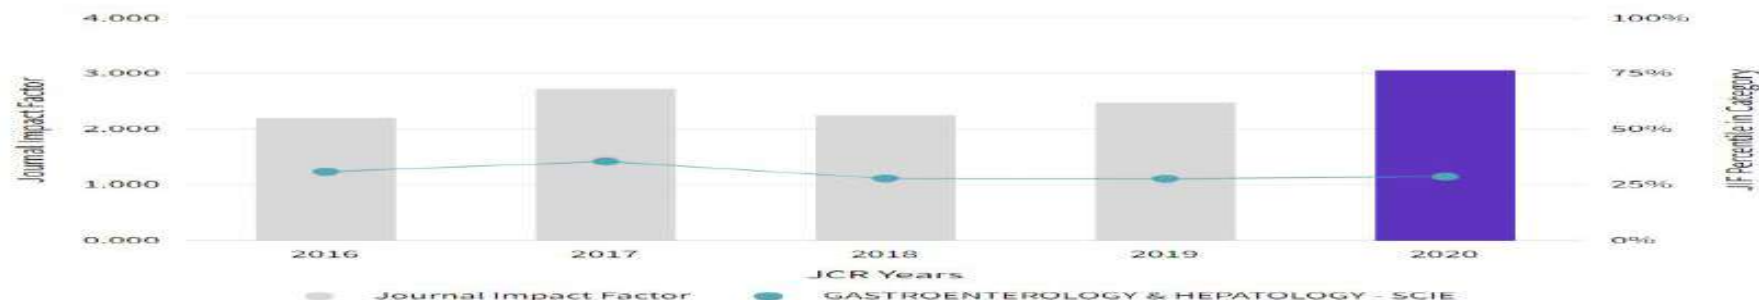 4.000
100%
3.000
75%
2.000
50%
1.000
25%
0.000
0%
Journal Impact Factor
JIF Percentile in Category
2016 2017 2018 2019 2020
JCR Years
Journal Impact Factor GASTROENTEROLOGY & HEPATOLOGY - SCIE